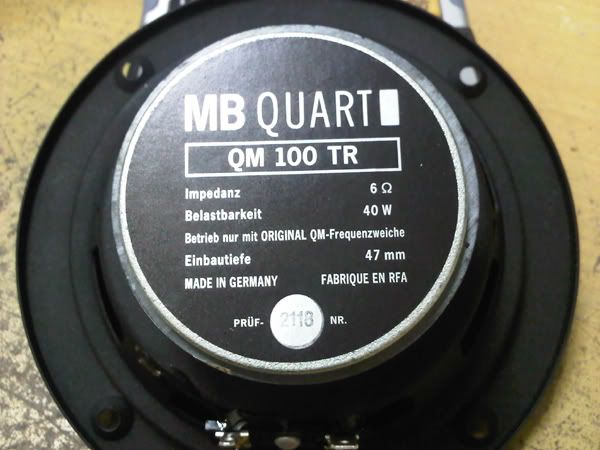 MB QUART
QM 100 TR
Impedanz 6 Ω
Belastbarkeit 40 W
Betrieb nur mit ORIGINAL QM-Frequenzweiche
Einbautiefe 47 mm
MADE IN GERMANY FABRIQUE EN RFA
PRÜF- 2118 NR.